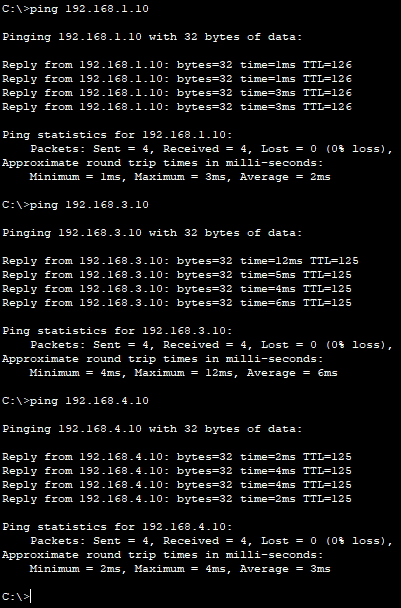 C:\>ping 192.168.1.10
Pinging 192.168.1.10 with 32 bytes of data:
Reply from 192.168.1.10: bytes=32 time=1ms TTL=126
Reply from 192.168.1.10: bytes=32 time=1ms TTL=126
Reply from 192.168.1.10: bytes=32 time=3ms TTL=126
Reply from 192.168.1.10: bytes=32 time=3ms TTL=126
Ping statistics for 192.168.1.10:
    Packets: Sent = 4, Received = 4, Lost = 0 (0% loss),
Approximate round trip times in milli-seconds:
    Minimum = 1ms, Maximum = 3ms, Average = 2ms
C:\>ping 192.168.3.10
Pinging 192.168.3.10 with 32 bytes of data:
Reply from 192.168.3.10: bytes=32 time=12ms TTL=125
Reply from 192.168.3.10: bytes=32 time=5ms TTL=125
Reply from 192.168.3.10: bytes=32 time=4ms TTL=125
Reply from 192.168.3.10: bytes=32 time=6ms TTL=125
Ping statistics for 192.168.3.10:
    Packets: Sent = 4, Received = 4, Lost = 0 (0% loss),
Approximate round trip times in milli-seconds:
    Minimum = 4ms, Maximum = 12ms, Average = 6ms
C:\>ping 192.168.4.10
Pinging 192.168.4.10 with 32 bytes of data:
Reply from 192.168.4.10: bytes=32 time=2ms TTL=125
Reply from 192.168.4.10: bytes=32 time=4ms TTL=125
Reply from 192.168.4.10: bytes=32 time=4ms TTL=125
Reply from 192.168.4.10: bytes=32 time=2ms TTL=125
Ping statistics for 192.168.4.10:
    Packets: Sent = 4, Received = 4, Lost = 0 (0% loss),
Approximate round trip times in milli-seconds:
    Minimum = 2ms, Maximum = 4ms, Average = 3ms
C:\>